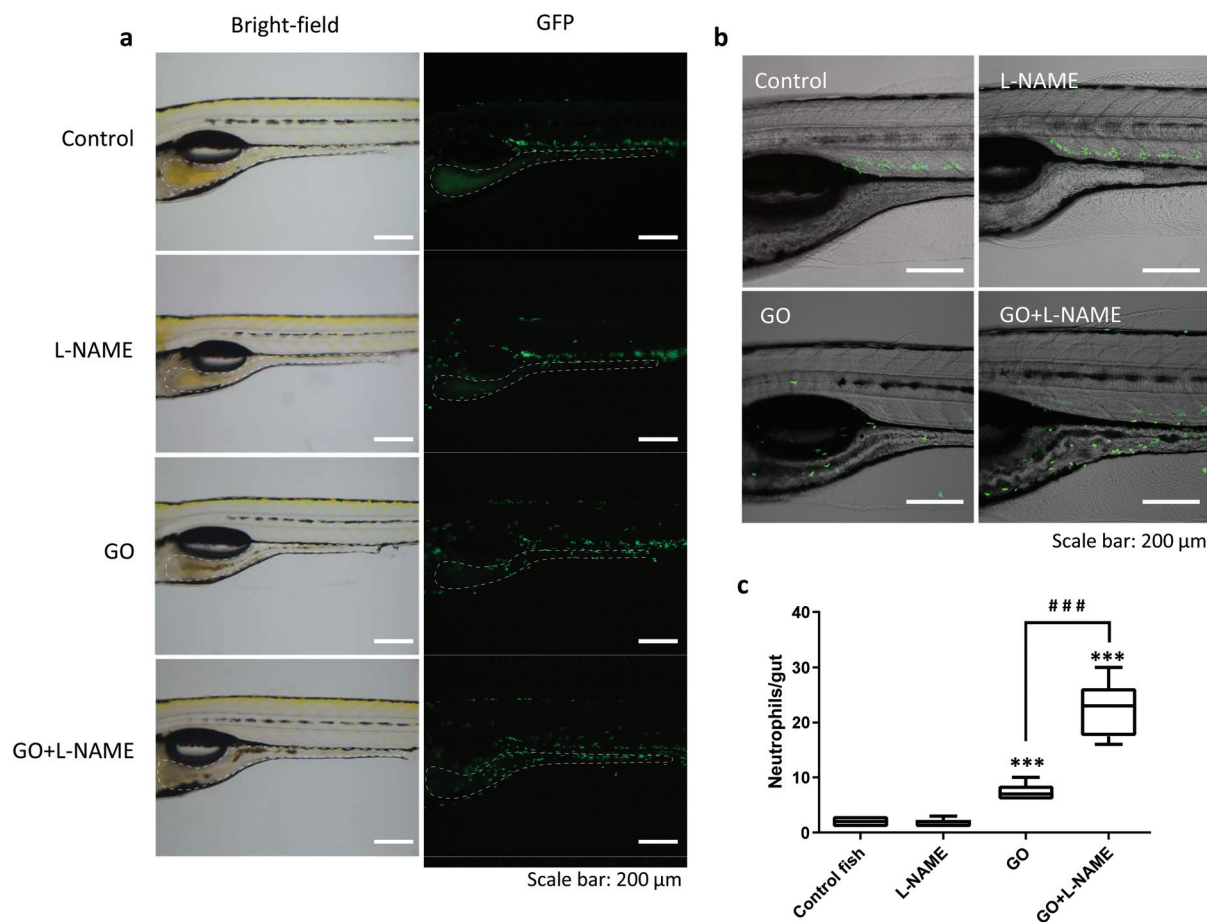 a
Bright-field
GFP
Control
L-NAME
GO
GO+L-NAME
Scale bar: 200 μm
b
Control
L-NAME
GO
GO+L-NAME
Scale bar: 200 μm
c
###
***
***
Neutrophils/gut
40
30
20
10
0
Control fish
L-NAME
GO
GO+L-NAME